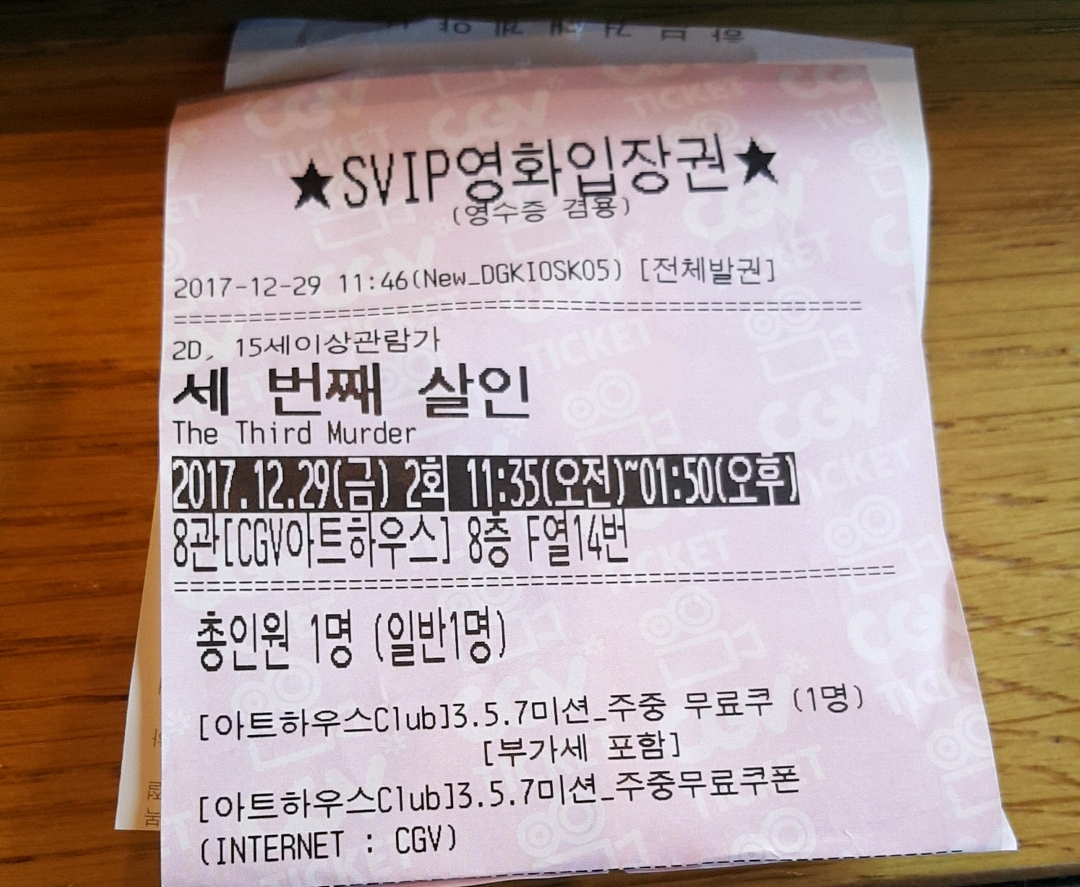 ★SVIP영화입장권★
(영수증 겸용)
2017-12-29 11:46(New_DGKIOSK05) [전체발권]
2D, 15세이상관람가
세 번째 살인
The Third Murder
2017.12.29(금) 2회 11:35(오전)~01:50(오후)
8관[CGV아트하우스] 8층 F열14번
총인원 1명 (일반1명)
[아트하우스Club]3.5.7미션_주중 무료쿠 (1명)
[부가세 포함]
[아트하우스Club]3.5.7미션_주중무료쿠폰
(INTERNET : CGV)